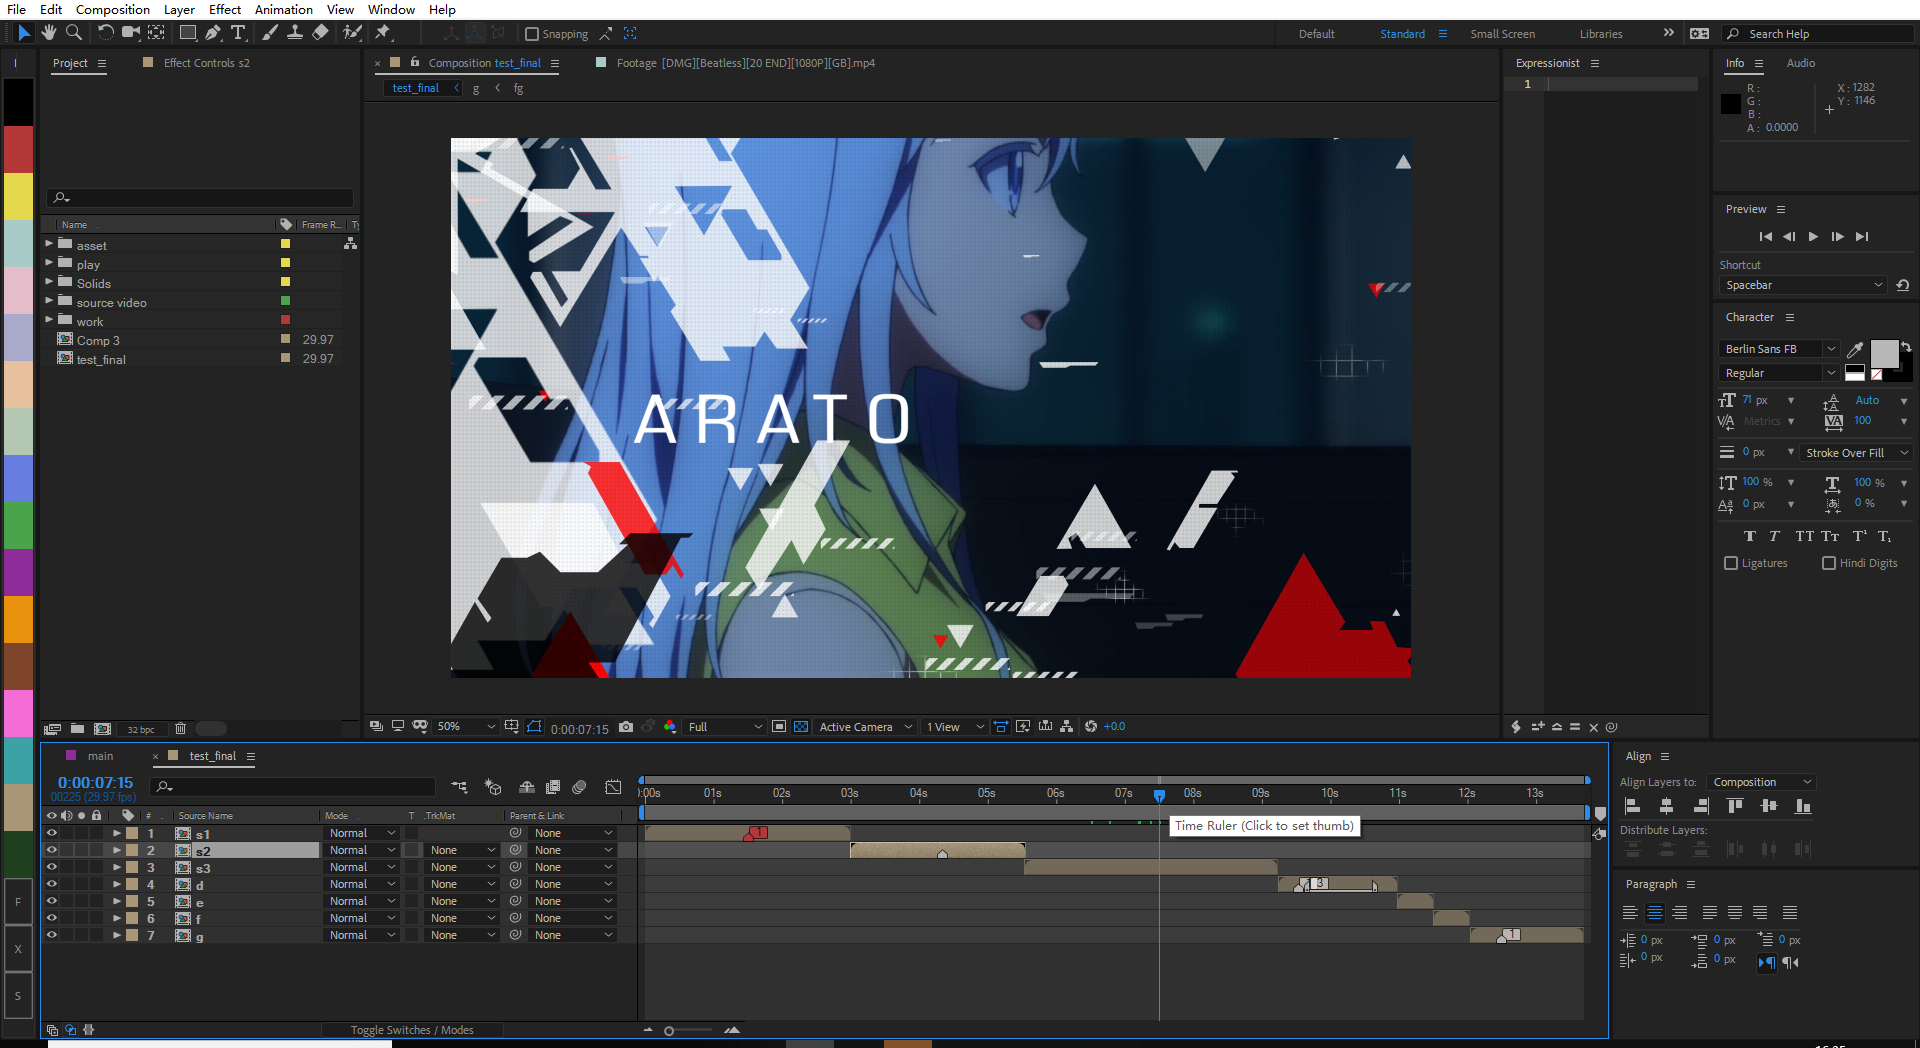 File Edit Composition Layer Effect Animation View Window Help
Snapping
Default Standard Small Screen Libraries Search Help
Project Effect Controls s2
Composition test_final
Footage [DMG][Beatless][20 END][1080P][GB].mp4
test_final g fg
Expressionist
1
Info Audio
R :
G :
B :
A : 0.0000
X : 1282
Y : 1146
Name Frame R... Ty
asset
play
Solids
source video
work
Comp 3 29.97
test_final 29.97
ARATO
Preview
Shortcut
Spacebar
Character
Berlin Sans FB
Regular
71 px Auto
Metrics 100
0 px Stroke Over Fill
100 % 100 %
0 px 0 %
Ligatures Hindi Digits
32 bpc
50% 0:00:07:15 Full Active Camera 1 View +0.0
main test_final
0:00:07:15
00225 (29.97 fps)
# Source Name Mode T .TrkMat Parent & Link
):00s 01s 02s 03s 04s 05s 06s 07s 08s 09s 10s 11s 12s 13s
Time Ruler (Click to set thumb)
1 s1 Normal None 1
2 s2 Normal None None
3 s3 Normal None None
4 d Normal None None 3
5 e Normal None None
6 f Normal None None
7 g Normal None None 1
Toggle Switches / Modes
Align
Align Layers to: Composition
Distribute Layers:
Paragraph
0 px 0 px 0 px
0 px 0 px
F
X
S